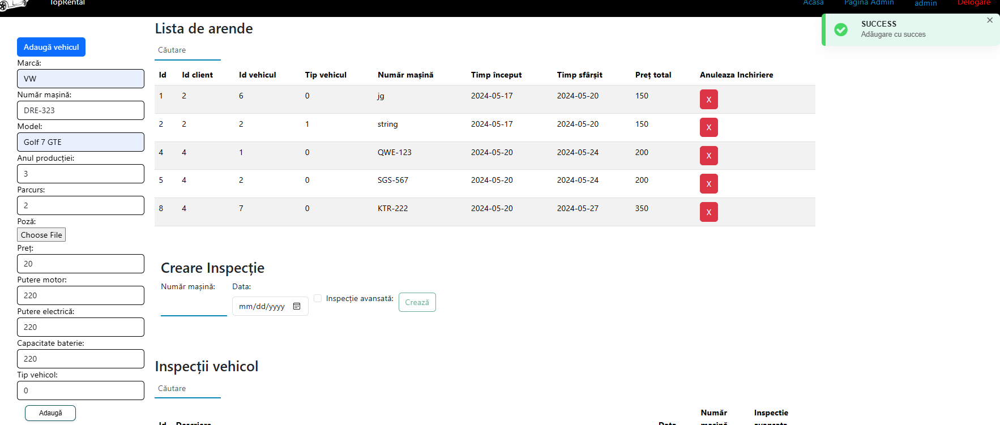 TopRental
Acasa
Pagina Admin
admin
Delogare
SUCCESS
Adăugare cu succes
Adaugă vehicul
Marcă:
VW
Număr mașină:
DRE-323
Model:
Golf 7 GTE
Anul producției:
3
Parcurs:
2
Poză:
Choose File
Preț:
20
Putere motor:
220
Putere electrică:
220
Capacitate baterie:
220
Tip vehicol:
0
Adaugă
Lista de arende
Căutare
Id Id client Id vehicul Tip vehicul Număr mașină Timp început Timp sfârșit Preț total Anuleaza Inchiriere
1 2 6 0 jg 2024-05-17 2024-05-20 150 X
2 2 2 1 string 2024-05-17 2024-05-20 150 X
4 4 1 0 QWE-123 2024-05-20 2024-05-24 200 X
5 4 2 0 SGS-567 2024-05-20 2024-05-24 200 X
8 4 7 0 KTR-222 2024-05-20 2024-05-27 350 X
Creare Inspecție
Număr mașină: Data:
mm/dd/yyyy
Inspecție avansată:
Crează
Inspecții vehicol
Căutare
Id Descriere Data Număr mașină Inspectie avansata